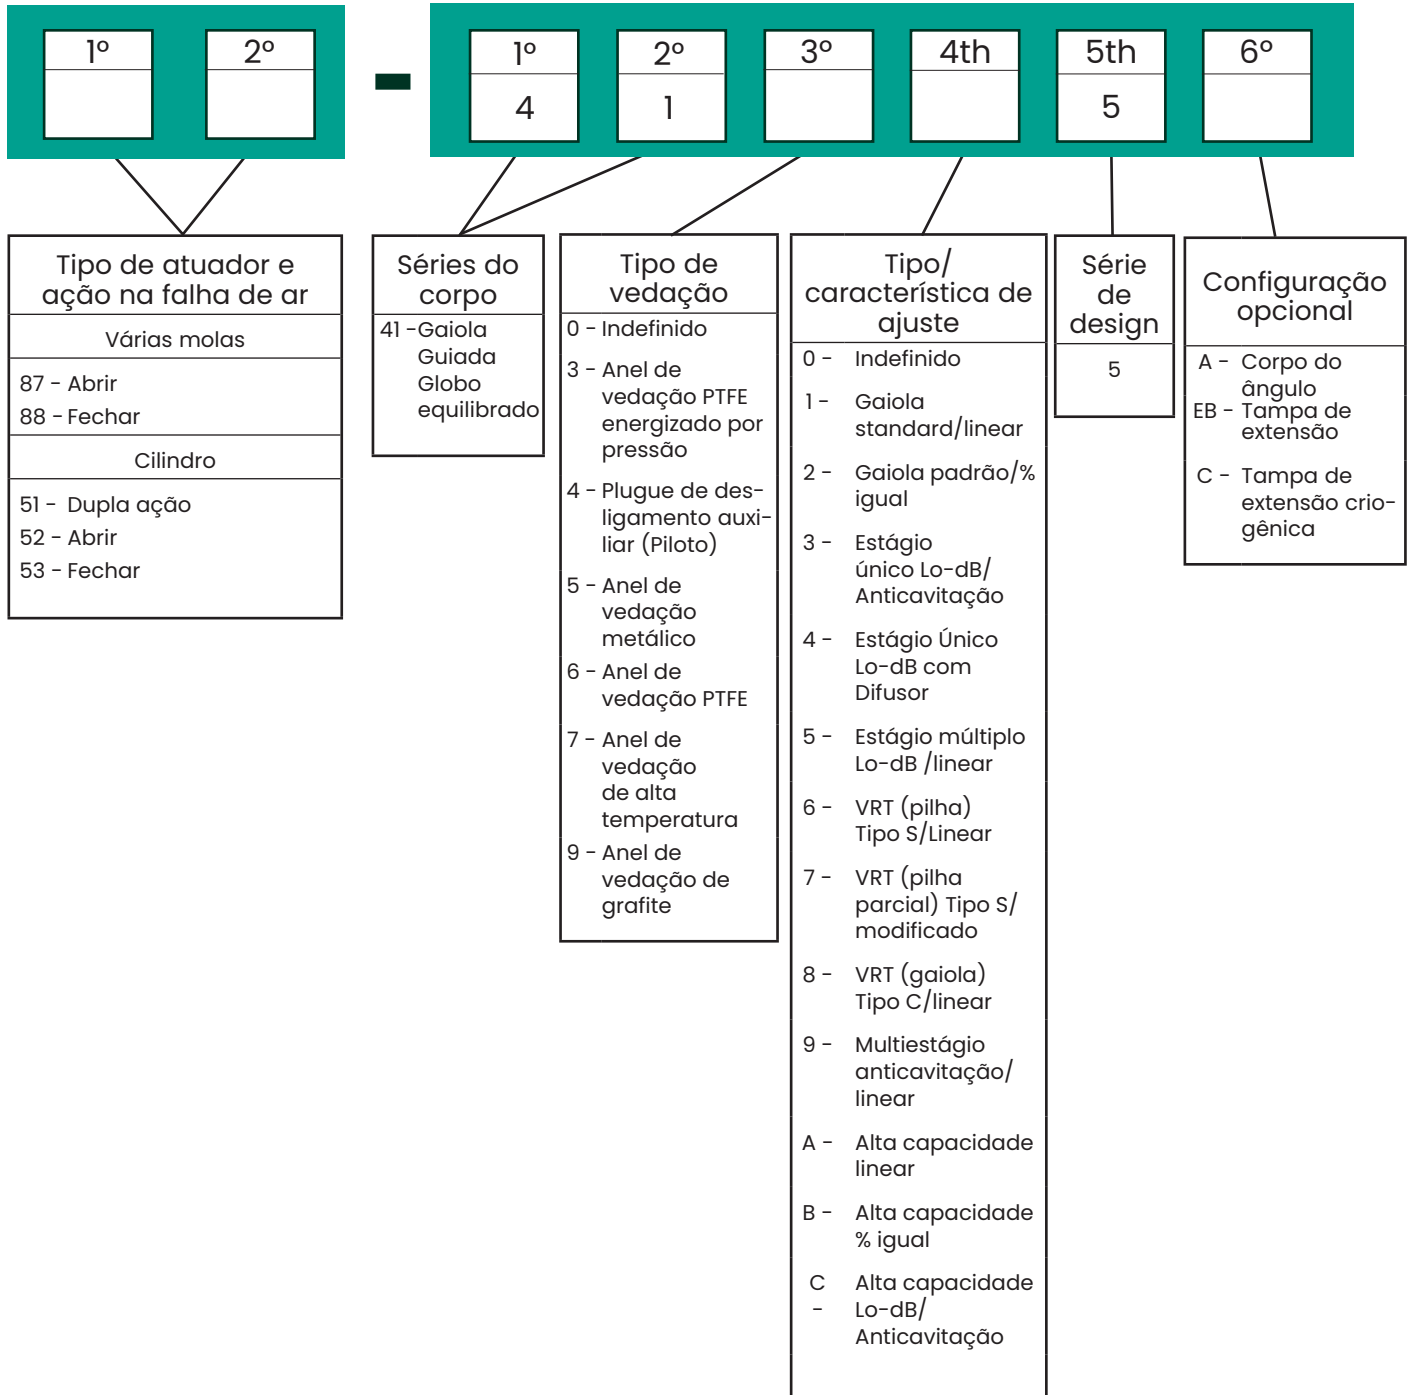 1º 2º - 1º 2º 3º 4th 5th 6º
4 1 5
Tipo de atuador e
ação na falha de ar
Várias molas
87 - Abrir
88 - Fechar
Cilindro
51 - Dupla ação
52 - Abrir
53 - Fechar
Séries do
corpo
41 - Gaiola
Guiada
Globo
equilibrado
Tipo de
vedação
0 - Indefinido
3 - Anel de
vedação PTFE
energizado por
pressão
4 - Plugue de des-
ligamento auxi-
liar (Piloto)
5 - Anel de
vedação
metálico
6 - Anel de
vedação PTFE
7 - Anel de
vedação
de alta
temperatura
9 - Anel de
vedação de
grafite
Tipo/
característica de
ajuste
0 - Indefinido
1 - Gaiola
standard/linear
2 - Gaiola padrão/%
igual
3 - Estágio
único Lo-dB/
Anticavitação
4 - Estágio Único
Lo-dB com
Difusor
5 - Estágio múltiplo
Lo-dB /linear
6 - VRT (pilha)
Tipo S/Linear
7 - VRT (pilha
parcial) Tipo S/
modificado
8 - VRT (gaiola)
Tipo C/linear
9 - Multiestágio
anticavitação/
linear
A - Alta capacidade
linear
B - Alta capacidade
% igual
C Alta capacidade
- Lo-dB/
Anticavitação
Série
de
design
5
Configuração
opcional
A - Corpo do
ângulo
EB - Tampa de
extensão
C - Tampa de
extensão crio-
gênica